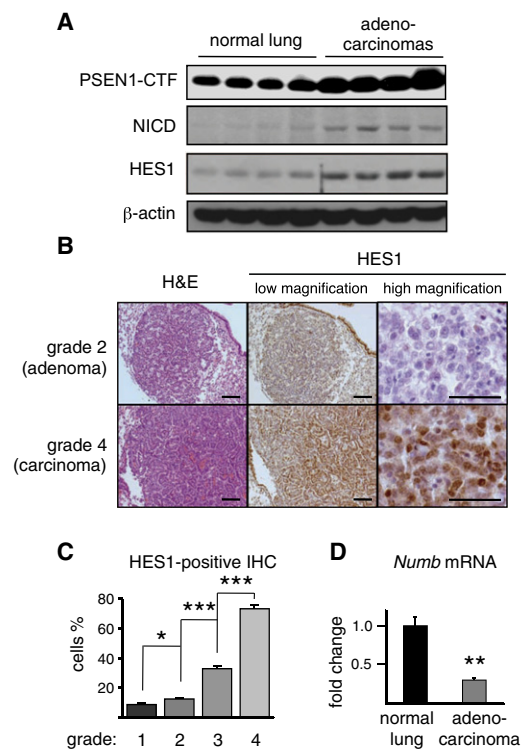 A
normal lung
adeno-
carcinomas
PSEN1-CTF
NICD
HES1
β-actin
B
HES1
H&E
low magnification
high magnification
grade 2
(adenoma)
grade 4
(carcinoma)
C
HES1-positive IHC
cells %
80
60
40
20
*
***
***
grade: 1 2 3 4
D
Numb mRNA
fold change
1.0
0.5
**
normal
lung
adeno-
carcinoma